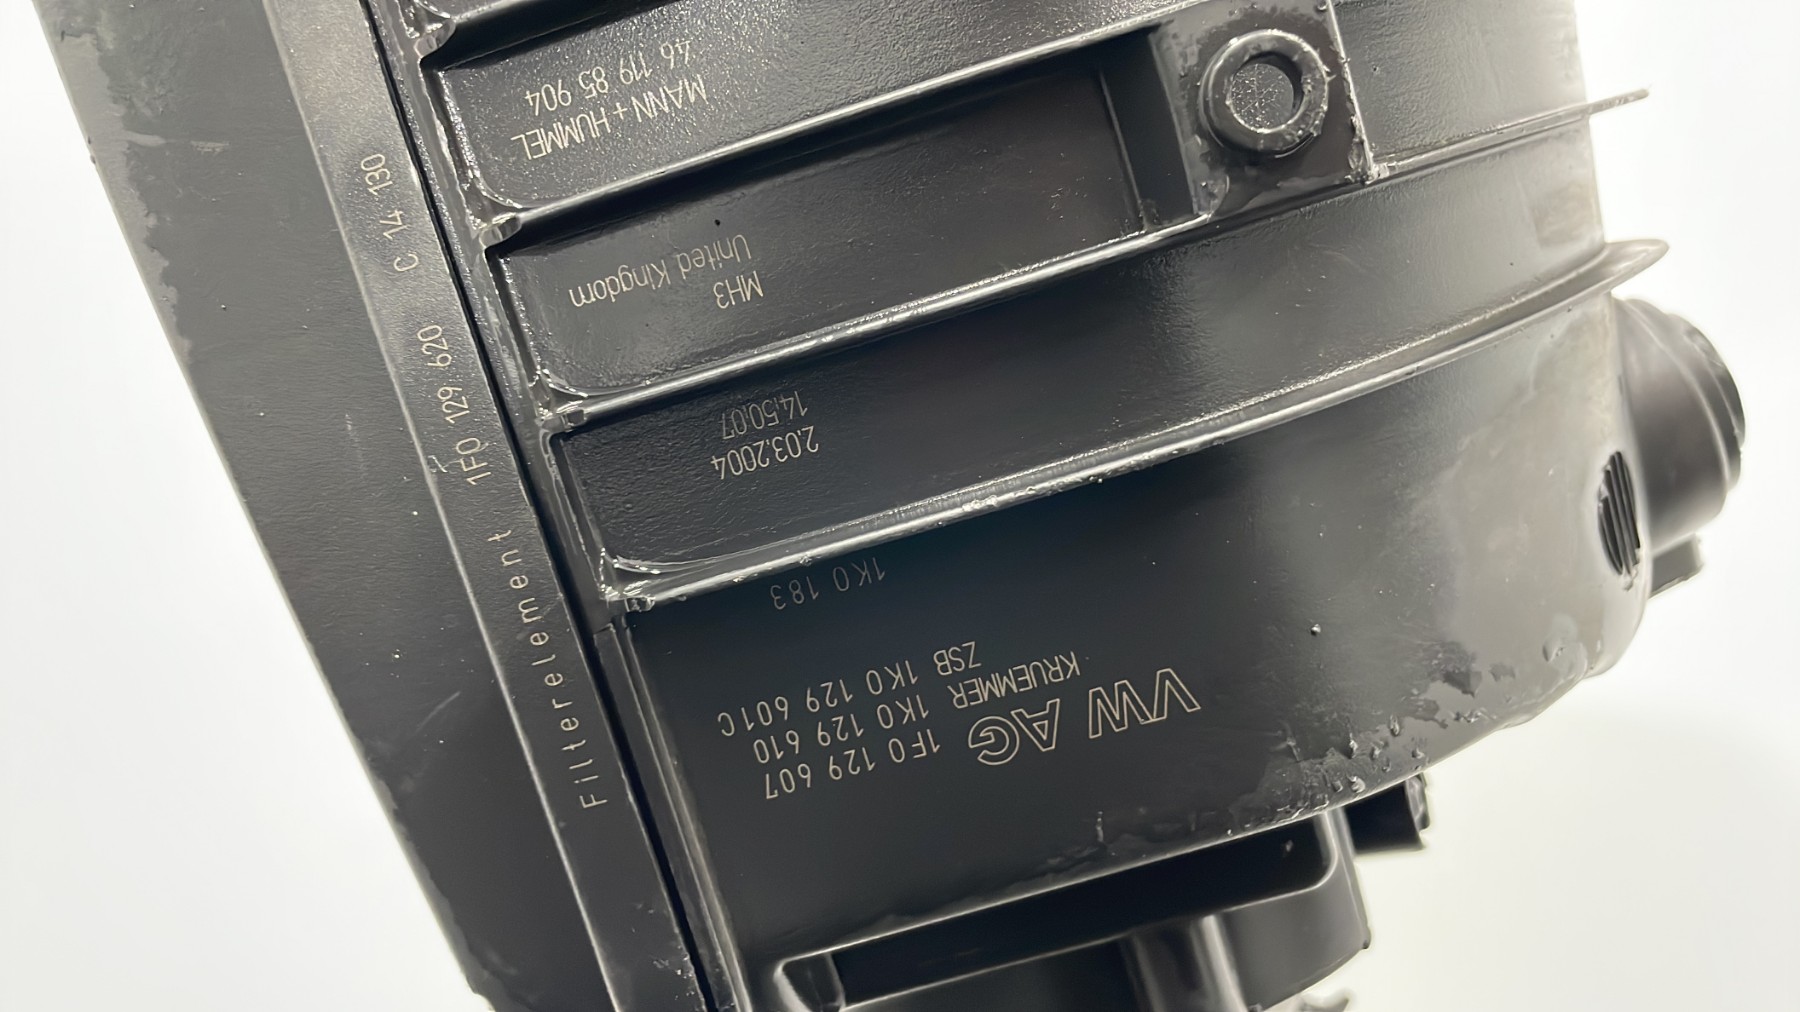 VW AG
1F0 129 607
KRUEMMER 1K0 129 610
ZSB 1K0 129 601C
1K0 183
2.03.2004
14.50.07
MH3
United Kingdom
MANN+HUMMEL
46 119 85 904
Filterelement 1F0 129 620 C 14 130